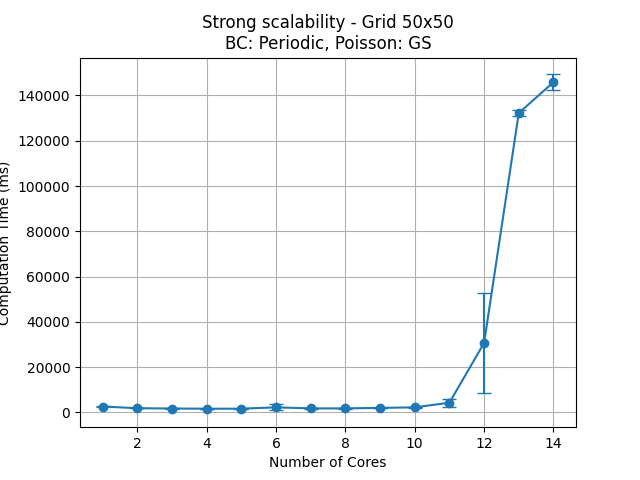 Strong scalability - Grid 50x50
BC: Periodic, Poisson: GS
140000
120000
100000
80000
60000
40000
20000
0
Computation Time (ms)
2 4 6 8 10 12 14
Number of Cores